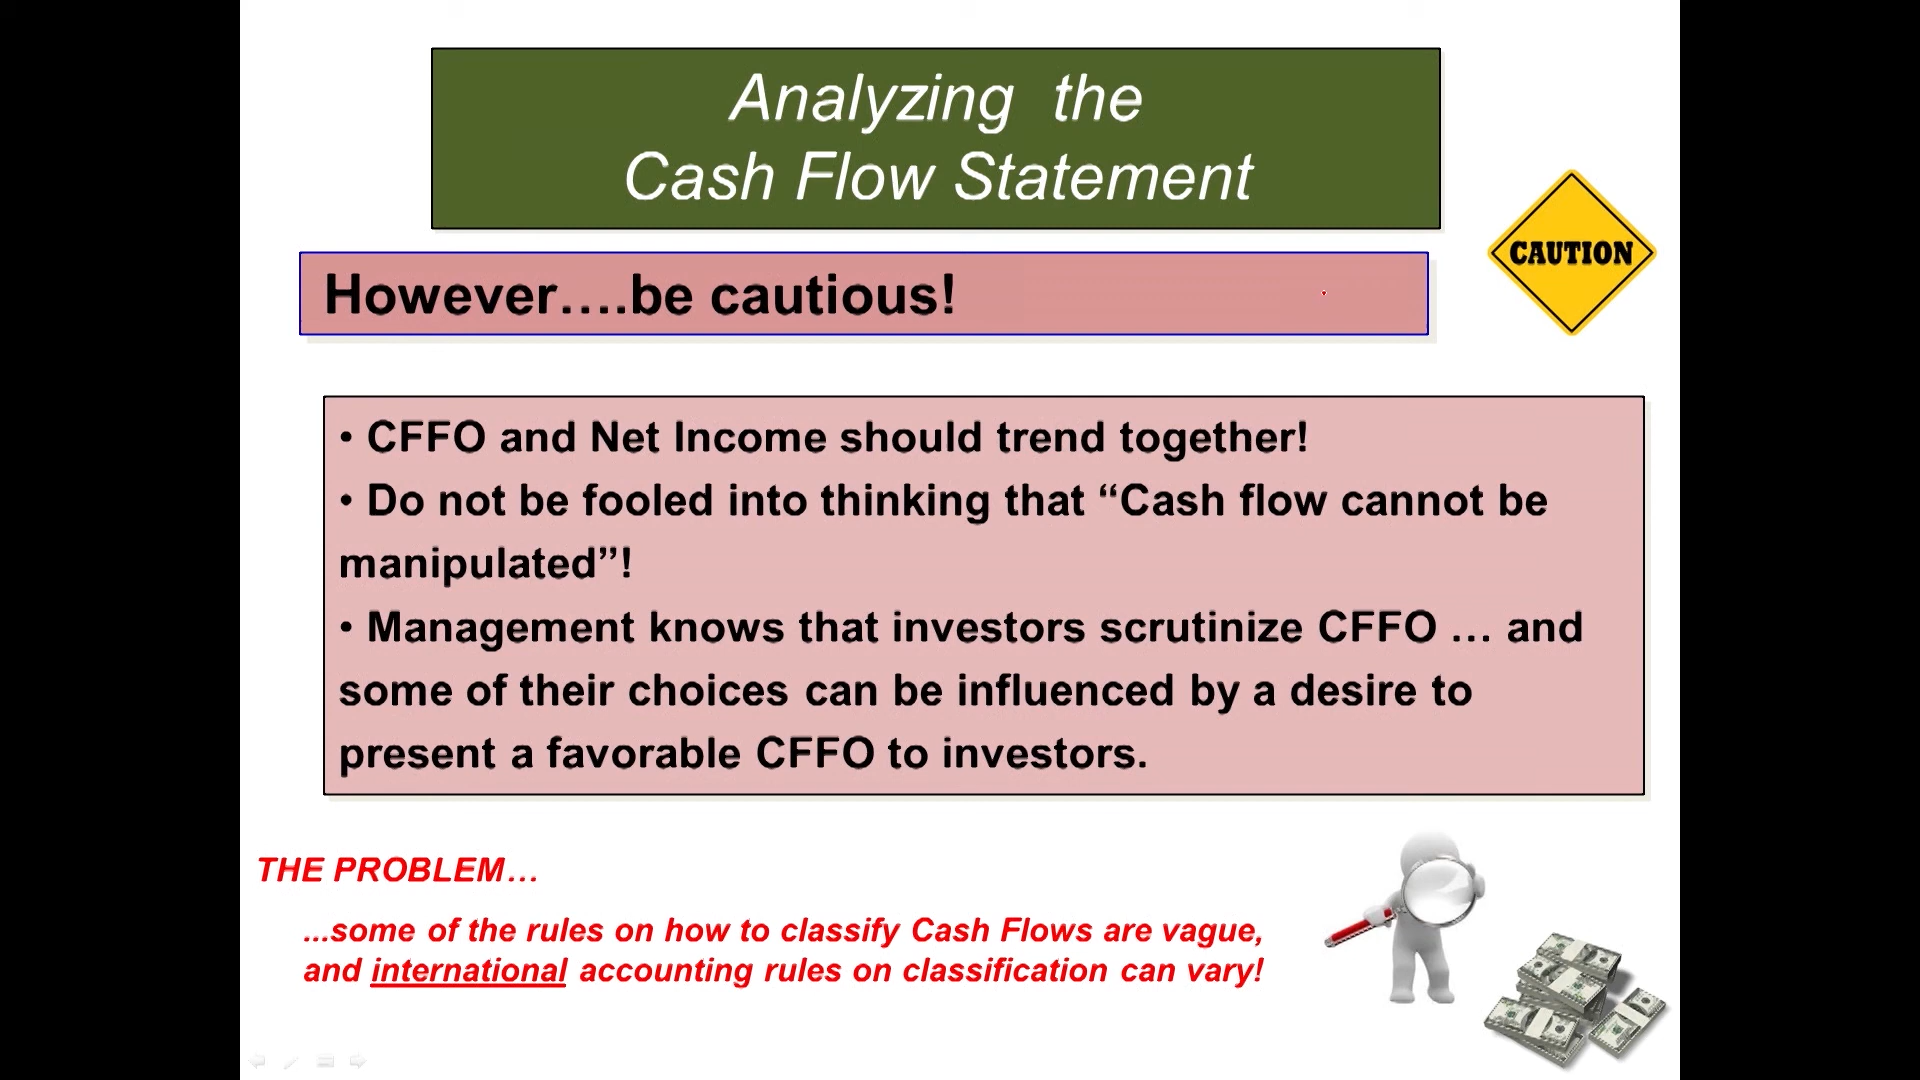 Analyzing the
Cash Flow Statement
CAUTION
However….be cautious!
• CFFO and Net Income should trend together!
• Do not be fooled into thinking that “Cash flow cannot be
manipulated”!
• Management knows that investors scrutinize CFFO … and
some of their choices can be influenced by a desire to
present a favorable CFFO to investors.
THE PROBLEM…
...some of the rules on how to classify Cash Flows are vague,
and international accounting rules on classification can vary!